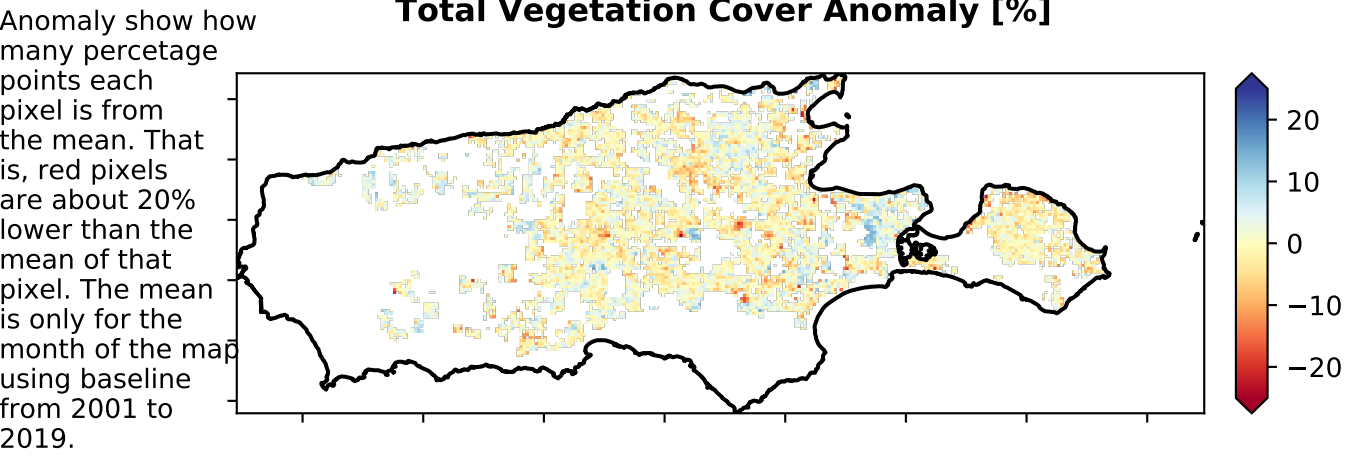 Total Vegetation Cover Anomaly [%]
Anomaly show how
many percetage
points each
pixel is from
the mean. That
is, red pixels
are about 20%
lower than the
mean of that
pixel. The mean
is only for the
month of the map
using baseline
from 2001 to
2019.
20
10
0
−10
−20